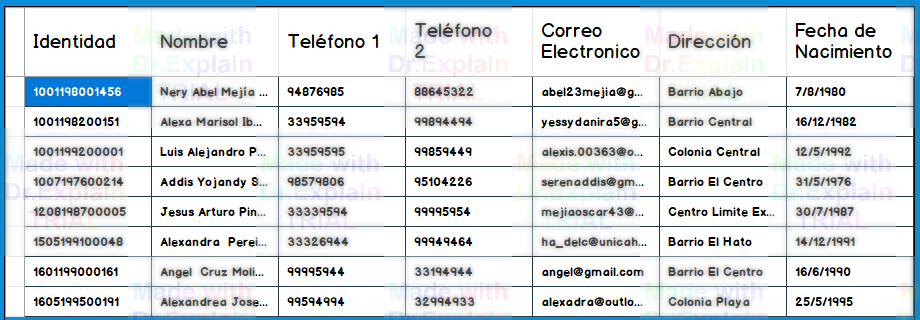 Identidad Nombre Teléfono 1 Teléfono 2 Correo Electronico Dirección Fecha de Nacimiento
1001198001456 Nery Abel Mejía ... 94876985 88645322 abel23mejia@g... Barrio Abajo 7/8/1980
1001198200151 Alexa Marisol Ib... 33959594 99894494 yessydanira5@g... Barrio Central 16/12/1982
1001199200001 Luis Alejandro P... 33959595 99859449 alexis.00363@o... Colonia Central 12/5/1992
1007197600214 Addis Yojandy S... 98579806 95104226 serenaddis@gm... Barrio El Centro 31/5/1976
1208198700005 Jesus Arturo Pin... 33339594 99995954 mejiaoscar43@... Centro Limite Ex... 30/7/1987
1505199100048 Alexandra Perei... 33326944 99949464 ha_delc@unicah... Barrio El Hato 14/12/1991
1601199000161 Angel Cruz Moli... 99995944 33194944 angel@gmail.com Barrio El Centro 16/6/1990
1605199500191 Alexandrea Jose... 99594994 32994933 alexadra@outlo... Colonia Playa 25/5/1995
Made with
Dr.Explain
TRIAL